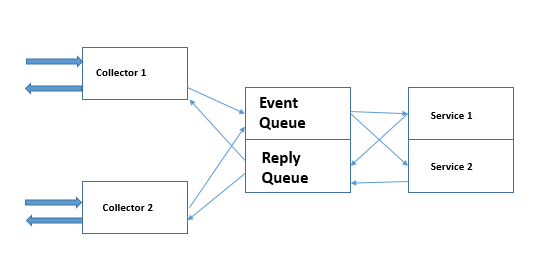 Collector 1
Event
Queue
Reply
Queue
Service 1
Service 2
Collector 2